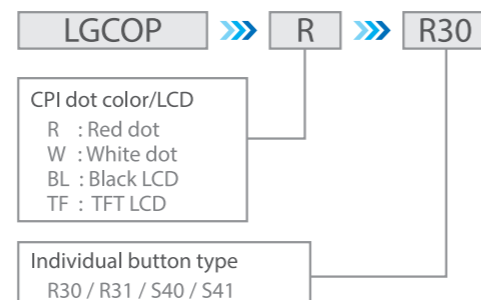 LGCOP R R30
CPI dot color/LCD
R : Red dot
W : White dot
BL : Black LCD
TF : TFT LCD
Individual button type
R30 / R31 / S40 / S41